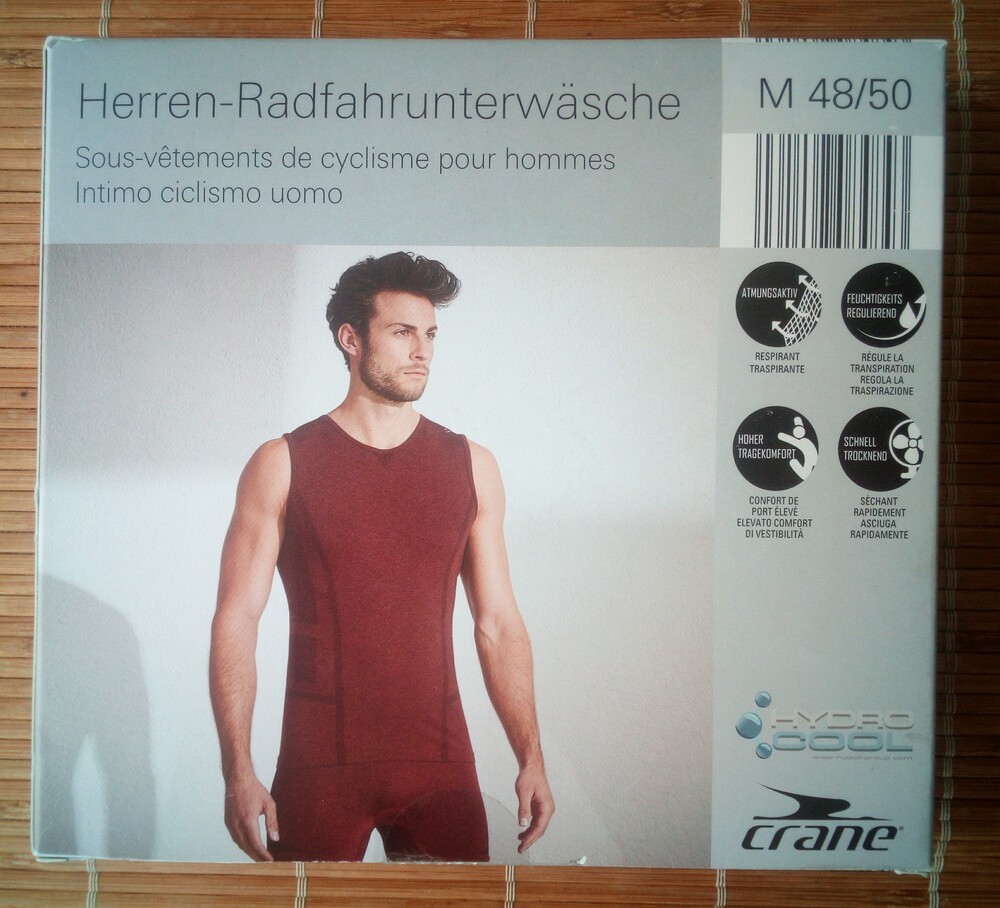 Herren-Radfahrunterwäsche
Sous-vêtements de cyclisme pour hommes
Intimo ciclismo uomo
M 48/50
ATMUNGSAKTIV
RESPIRANT
TRASPIRANTE
FEUCHTIGKEITS
REGULIEREND
RÉGULE LA
TRANSPIRATION
REGOLA LA
TRASPIRAZIONE
HOHER
TRAGEKOMFORT
CONFORT DE
PORT ÉLEVÉ
ELEVATO COMFORT
DI VESTIBILITÀ
SCHNELL
TROCKNEND
SÉCHANT
RAPIDEMENT
ASCIUGA
RAPIDAMENTE
HYDRO
COOL
crane®